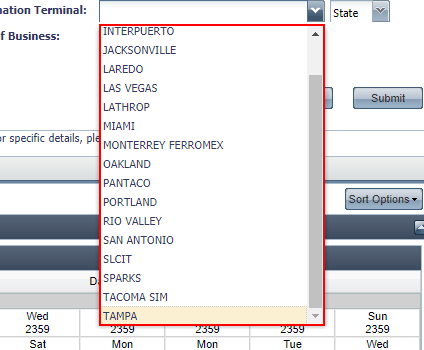 nation Terminal:
State
of Business:
INTERPUERTO
JACKSONVILLE
LAREDO
LAS VEGAS
LATHROP
MIAMI
MONTERREY FERROMEX
OAKLAND
PANTACO
PORTLAND
RIO VALLEY
SAN ANTONIO
SLCIT
SPARKS
TACOMA SIM
TAMPA
Submit
or specific details, ple
Sort Options
Da
Wed Sun
2359 2359 2359 2359 2359
Sat Mon Mon Tue Wed